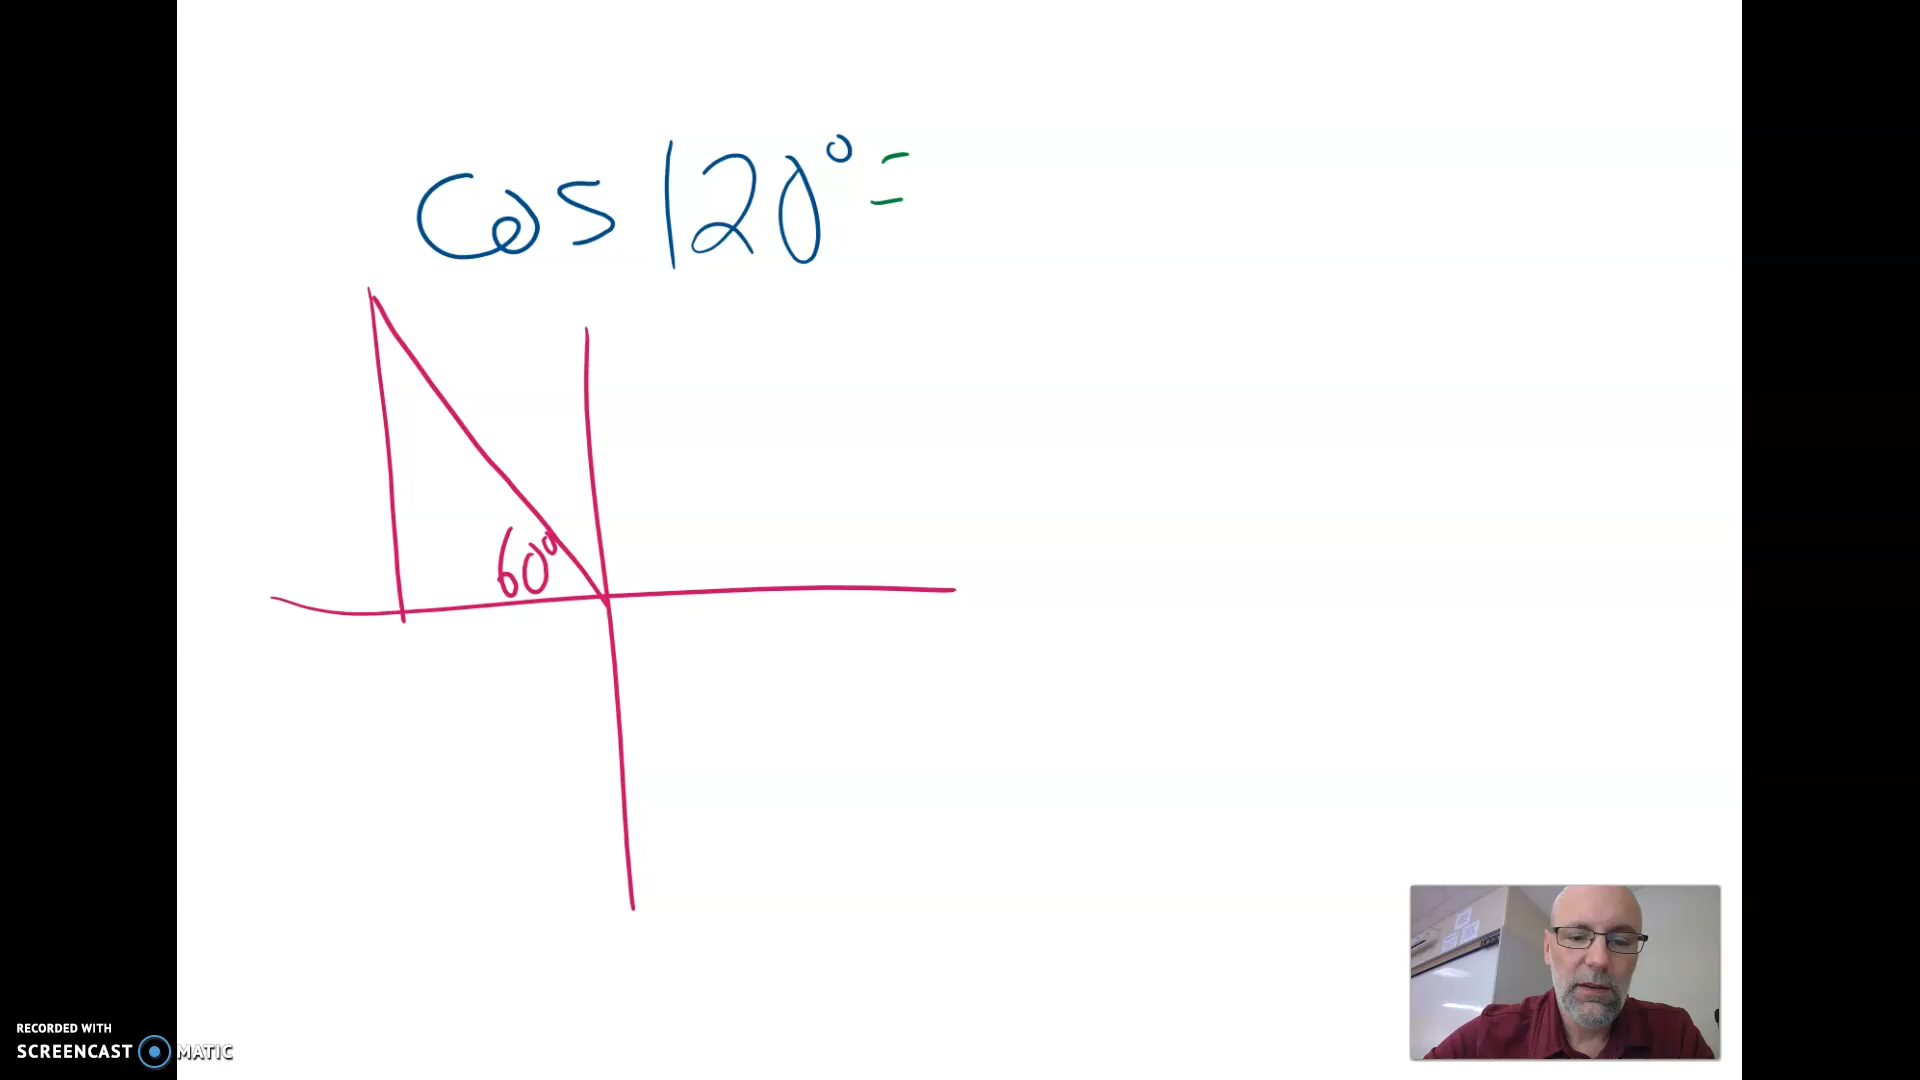 cos 120° =
60°
RECORDED WITH
SCREENCAST MATIC